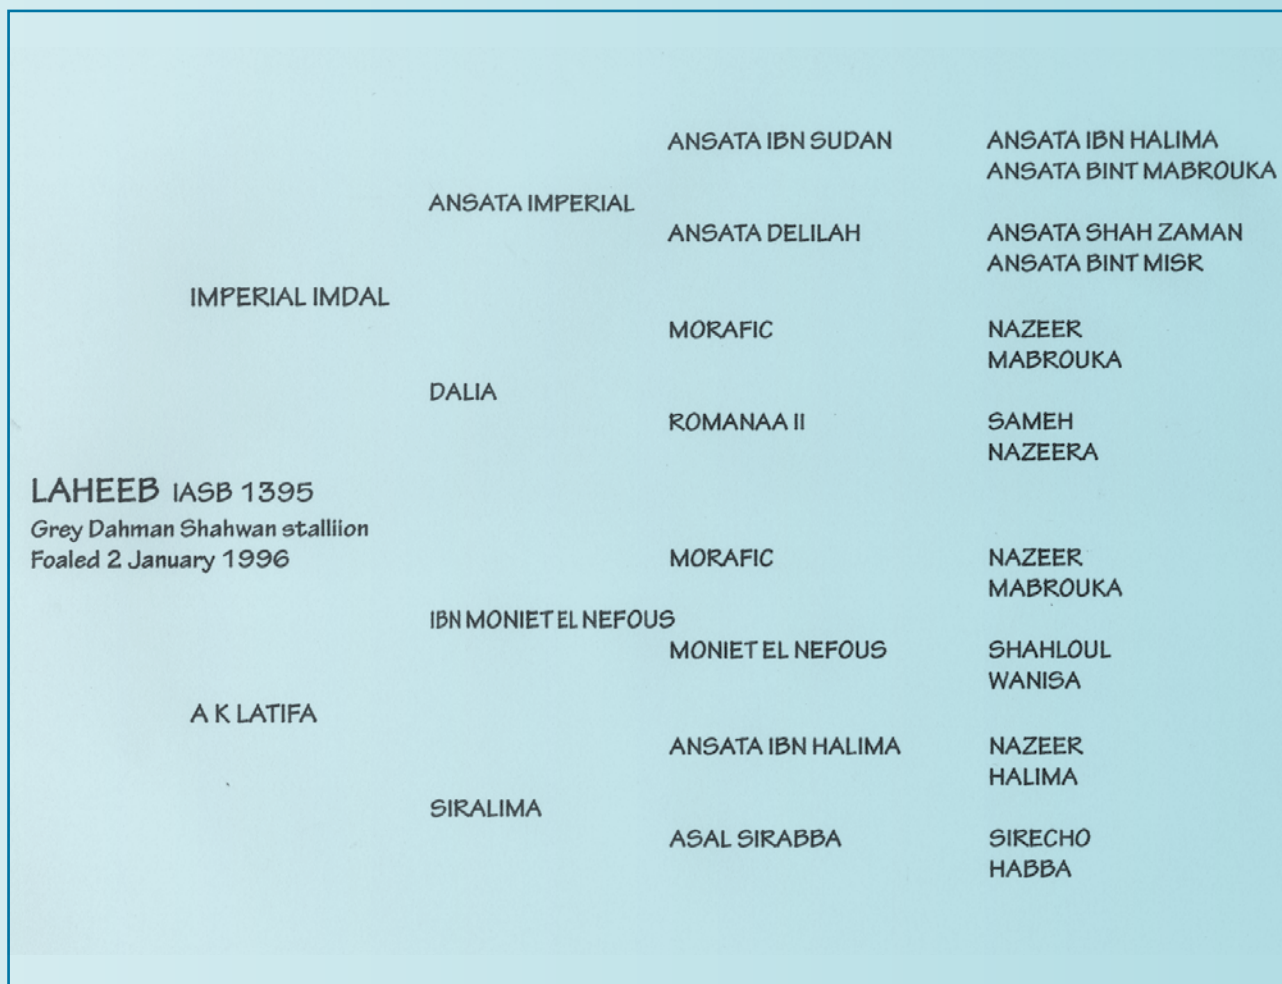 ANSATA IBN SUDAN
ANSATA IBN HALIMA
ANSATA BINT MABROUKA
ANSATA IMPERIAL
ANSATA DELILAH
ANSATA SHAH ZAMAN
ANSATA BINT MISR
IMPERIAL IMDAL
MORAFIC
NAZEER
MABROUKA
DALIA
ROMANAA II
SAMEH
NAZEERA
LAHEEB IASB 1395
Grey Dahman Shahwan stalliion
Foaled 2 January 1996
MORAFIC
NAZEER
MABROUKA
IBN MONIET EL NEFOUS
MONIET EL NEFOUS
SHAHLOUL
WANISA
A K LATIFA
ANSATA IBN HALIMA
NAZEER
HALIMA
SIRALIMA
ASAL SIRABBA
SIRECHO
HABBA